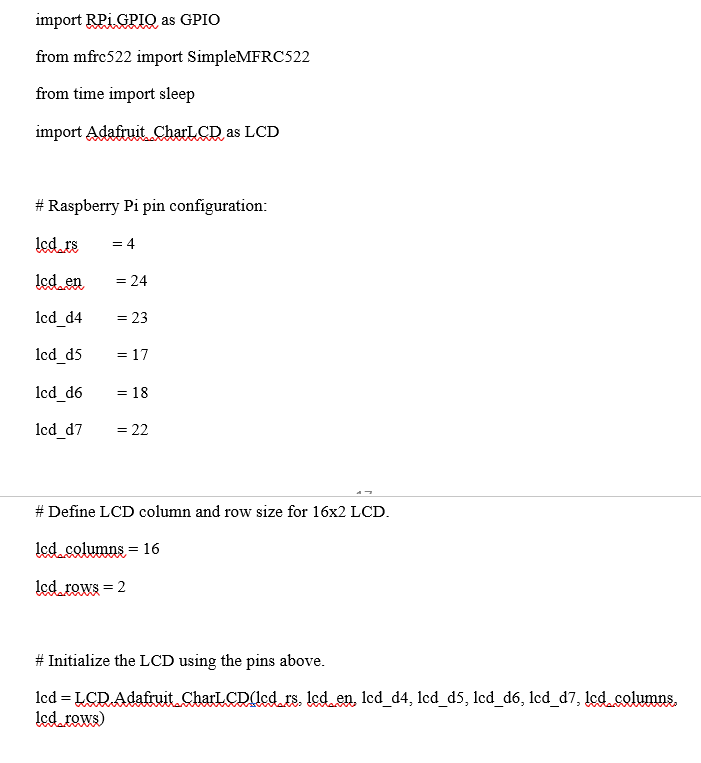 import RPi.GPIO as GPIO
from mfrc522 import SimpleMFRC522
from time import sleep
import Adafruit_CharLCD as LCD
# Raspberry Pi pin configuration:
lcd_rs = 4
lcd_en = 24
lcd_d4 = 23
lcd_d5 = 17
lcd_d6 = 18
lcd_d7 = 22
# Define LCD column and row size for 16x2 LCD.
lcd_columns = 16
lcd_rows = 2
# Initialize the LCD using the pins above.
lcd = LCD.Adafruit_CharLCD(lcd_rs, lcd_en, lcd_d4, lcd_d5, lcd_d6, lcd_d7, lcd_columns,
lcd_rows)